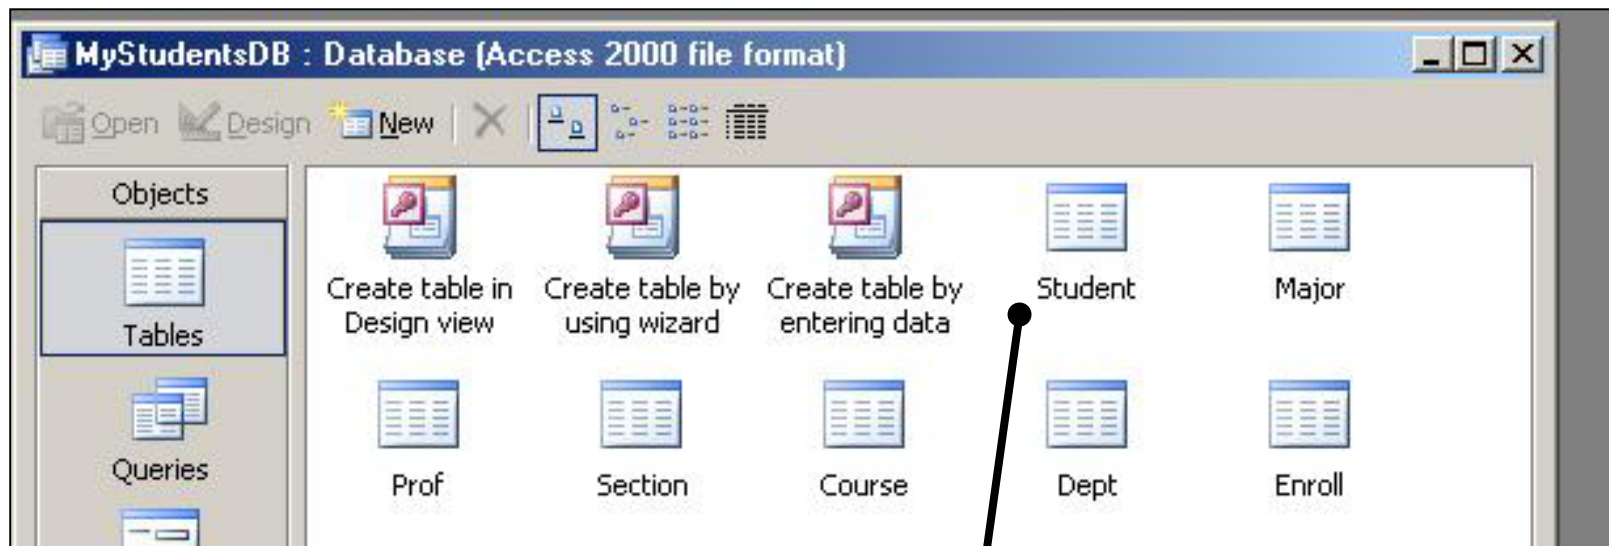 MyStudentsDB : Database (Access 2000 file format)
Open Design New
Objects
Tables
Queries
Create table in Design view
Create table by using wizard
Create table by entering data
Student
Major
Prof
Section
Course
Dept
Enroll